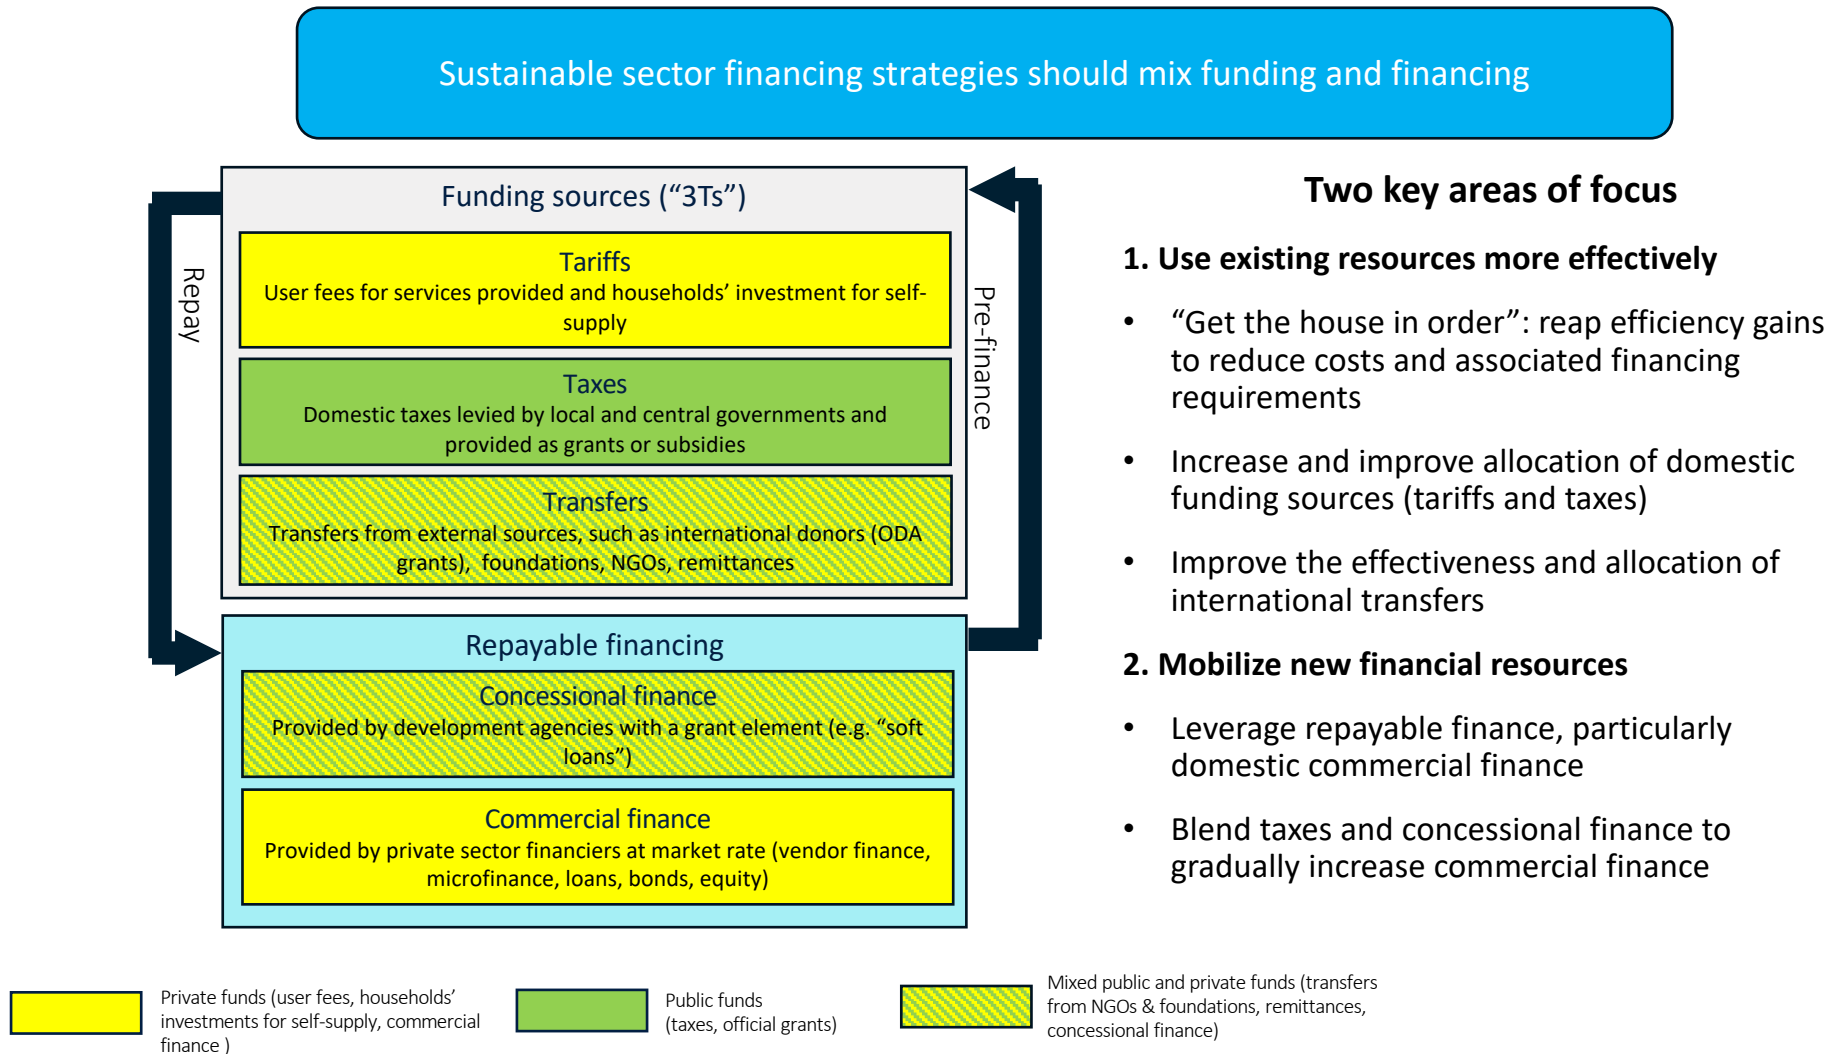 Sustainable sector financing strategies should mix funding and financing
Funding sources (“3Ts”)
Tariffs
User fees for services provided and households’ investment for self-
supply
Taxes
Domestic taxes levied by local and central governments and
provided as grants or subsidies
Transfers
Transfers from external sources, such as international donors (ODA
grants),  foundations, NGOs, remittances
Repay
Pre-finance
Repayable financing
Concessional finance
Provided by development agencies with a grant element (e.g. “soft
loans”)
Commercial finance
Provided by private sector financiers at market rate (vendor finance,
microfinance, loans, bonds, equity)
Two key areas of focus
1. Use existing resources more effectively
• “Get the house in order”: reap efficiency gains
to reduce costs and associated financing
requirements
• Increase and improve allocation of domestic
funding sources (tariffs and taxes)
• Improve the effectiveness and allocation of
international transfers
2. Mobilize new financial resources
• Leverage repayable finance, particularly
domestic commercial finance
• Blend taxes and concessional finance to
gradually increase commercial finance
Private funds (user fees, households’
investments for self-supply, commercial
finance )
Public funds
(taxes, official grants)
Mixed public and private funds (transfers
from NGOs & foundations, remittances,
concessional finance)